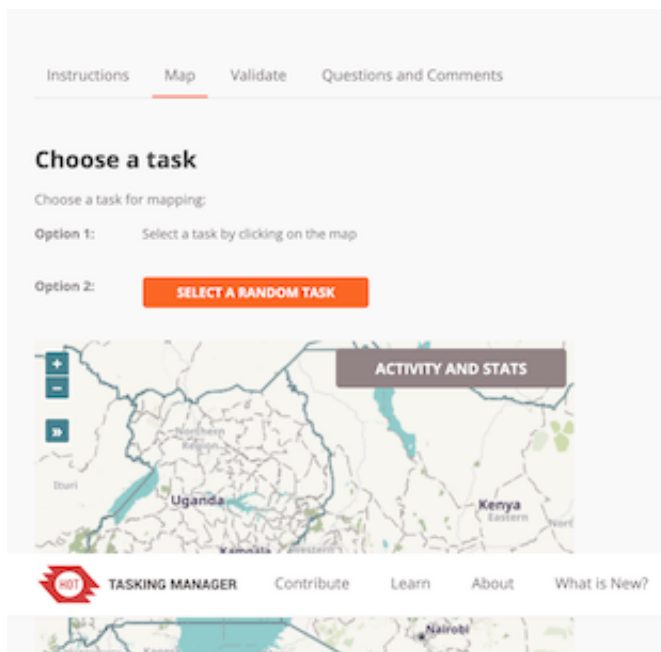 Instructions Map Validate Questions and Comments
Choose a task
Choose a task for mapping:
Option 1: Select a task by clicking on the map
Option 2: SELECT A RANDOM TASK
+
ACTIVITY AND STATS
−
»
Northern
Region
Ituri
Uganda
Kenya
Eastern
Kampala
HOT TASKING MANAGER Contribute Learn About What is New?
Nairobi